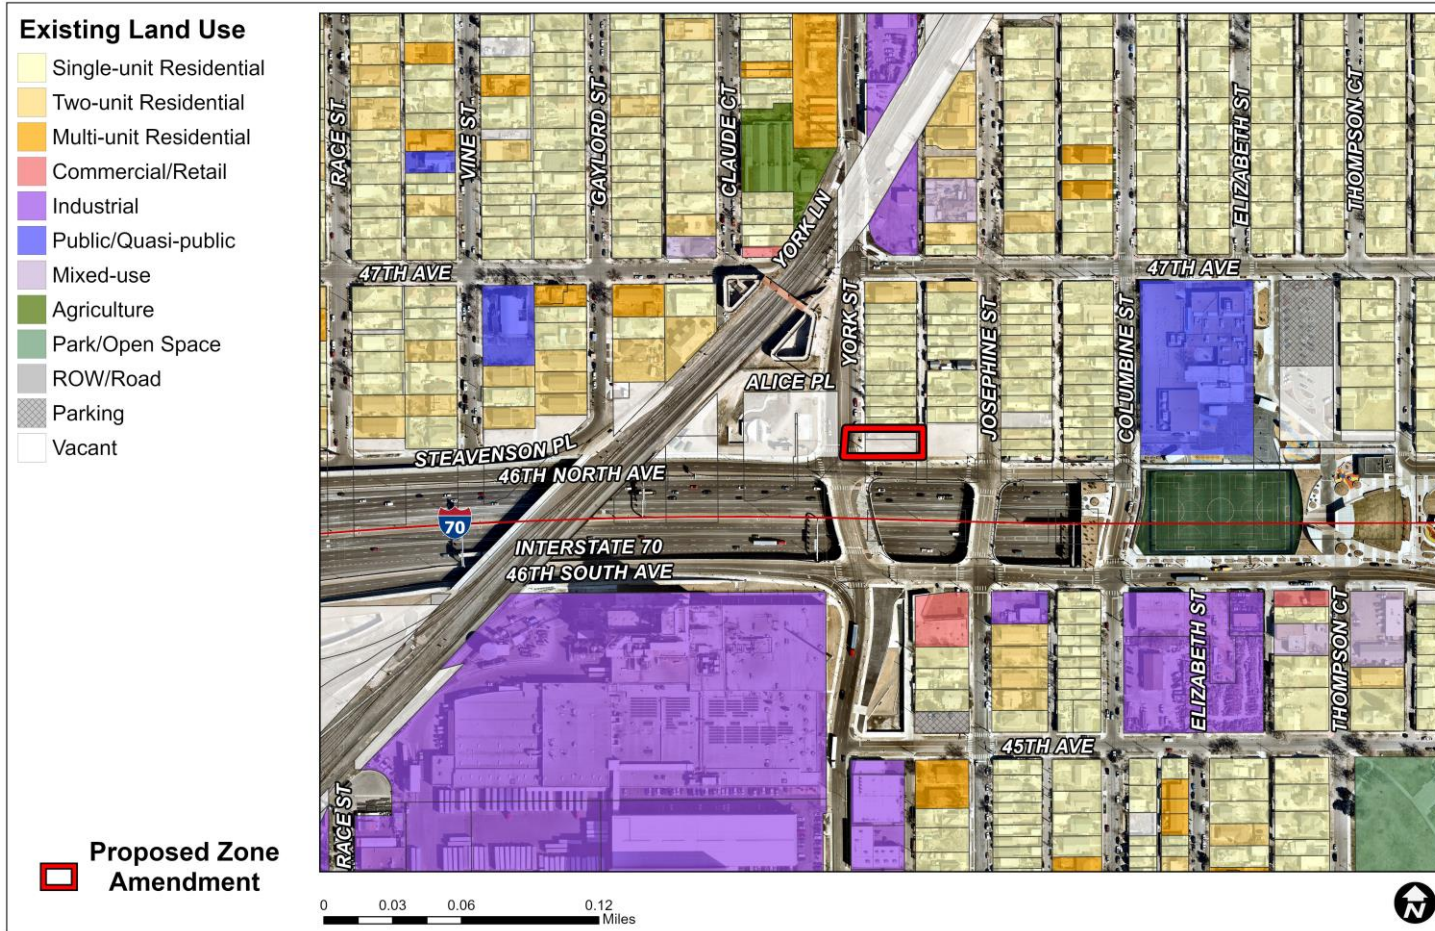 Existing Land Use
Single-unit Residential
Two-unit Residential
Multi-unit Residential
Commercial/Retail
Industrial
Public/Quasi-public
Mixed-use
Agriculture
Park/Open Space
ROW/Road
Parking
Vacant
Proposed Zone
Amendment
RACE ST
VINE ST
GAYLORD ST
CLAUDE CT
YORK LN
ELIZABETH ST
THOMPSON CT
47TH AVE
47TH AVE
YORK ST
JOSEPHINE ST
COLUMBINE ST
ALICE PL
STEAVENSON PL
46TH NORTH AVE
70
INTERSTATE 70
46TH SOUTH AVE
ELIZABETH ST
THOMPSON CT
45TH AVE
RACE ST
0 0.03 0.06 0.12
Miles
N